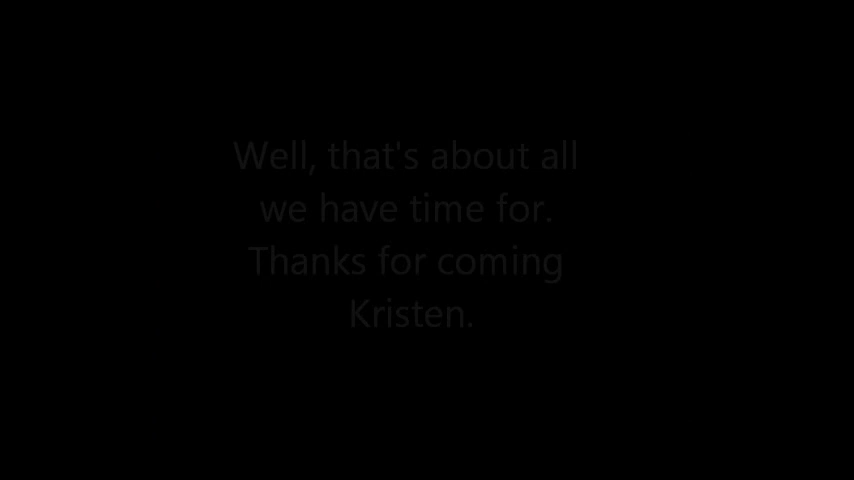 Well, that's about all
we have time for.
Thanks for coming
Kristen.